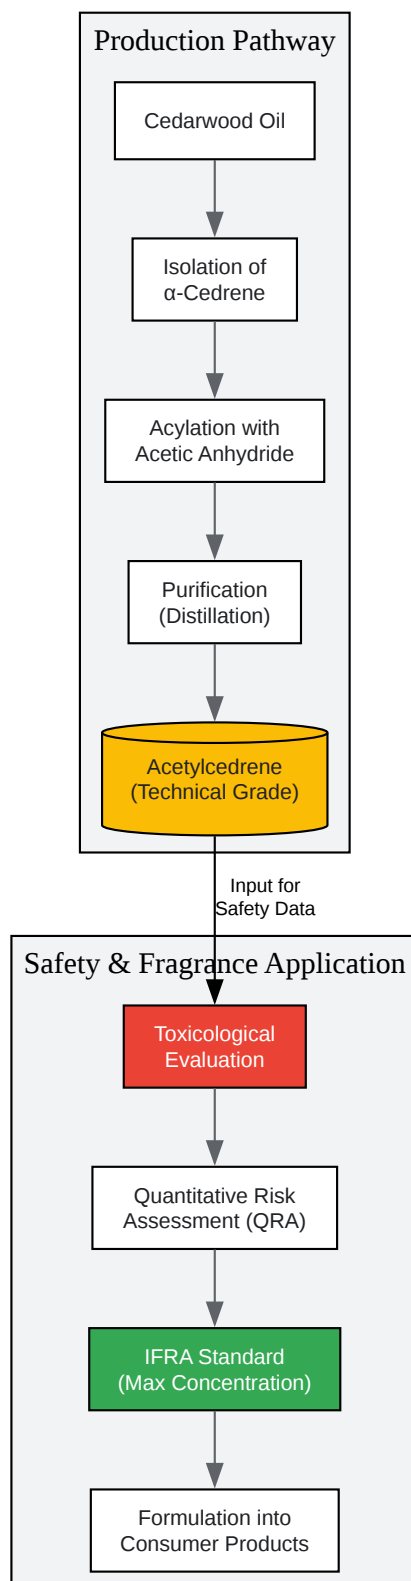 Production Pathway
Cedarwood Oil
Isolation of
α-Cedrene
Acylation with
Acetic Anhydride
Purification
(Distillation)
Acetylcedrene
(Technical Grade)
Input for
Safety Data
Safety & Fragrance Application
Toxicological
Evaluation
Quantitative Risk
Assessment (QRA)
IFRA Standard
(Max Concentration)
Formulation into
Consumer Products